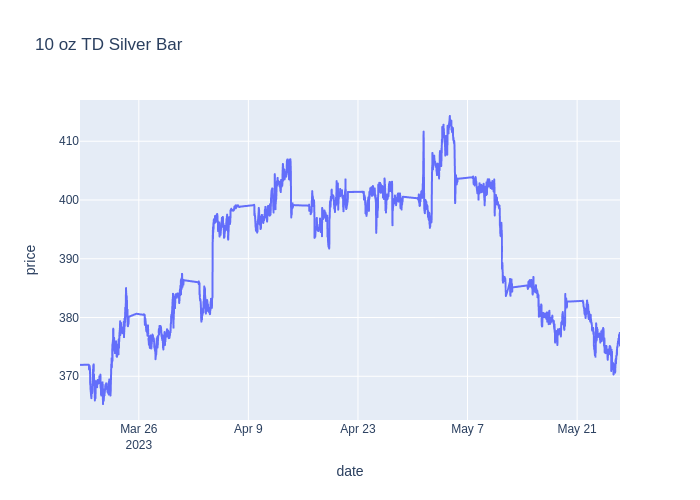 10 oz TD Silver Bar
410
400
390
380
370
price
Mar 26
2023
Apr 9
Apr 23
May 7
May 21
date